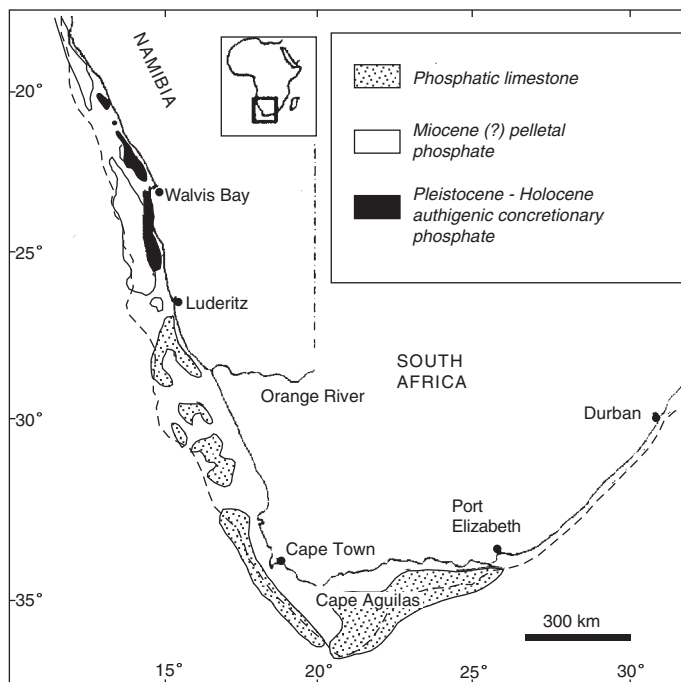 NAMIBIA
Phosphatic limestone
Miocene (?) pelletal
phosphate
Pleistocene - Holocene
authigenic concretionary
phosphate
20°
Walvis Bay
25°
Luderitz
SOUTH
AFRICA
Orange River
Durban
30°
Port
Elizabeth
Cape Town
Cape Aguilas
35°
300 km
15°
20°
25°
30°